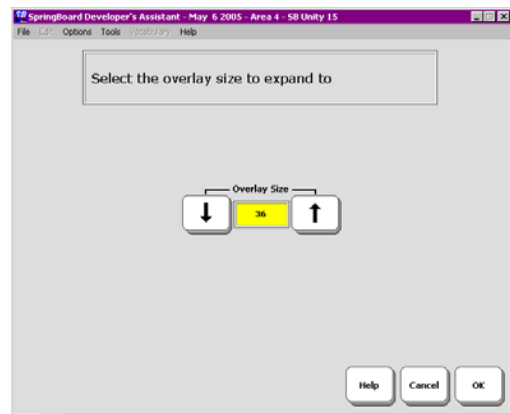 SpringBoard Developer's Assistant - May 6 2005 - Area 4 - SB Unity 15
File Edit Options Tools Vocabulary Help
Select the overlay size to expand to
Overlay Size
36
Help Cancel OK